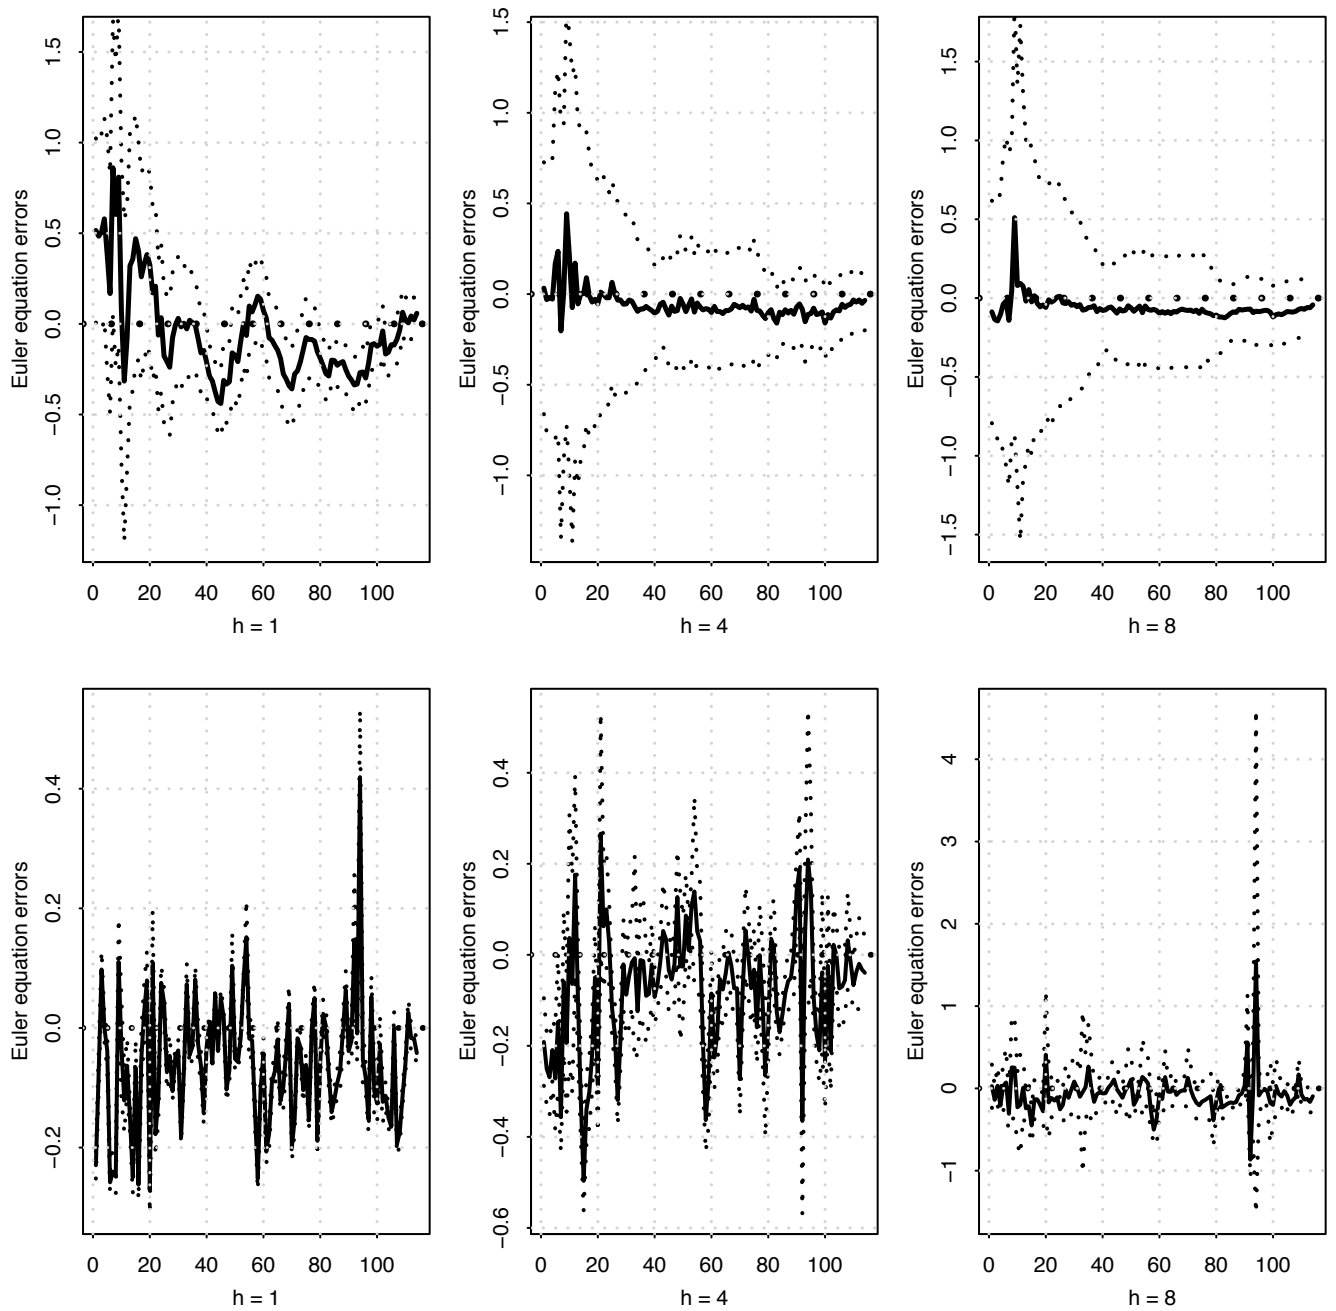 Euler equation errors
−1.0 −0.5 0.0 0.5 1.0 1.5
0 20 40 60 80 100
h = 1
Euler equation errors
−1.0 −0.5 0.0 0.5 1.0 1.5
0 20 40 60 80 100
h = 4
Euler equation errors
−1.5 −1.0 −0.5 0.0 0.5 1.0 1.5
0 20 40 60 80 100
h = 8
Euler equation errors
−0.2 0.0 0.2 0.4
0 20 40 60 80 100
h = 1
Euler equation errors
−0.6 −0.4 −0.2 0.0 0.2 0.4
0 20 40 60 80 100
h = 4
Euler equation errors
−1 0 1 2 3 4
0 20 40 60 80 100
h = 8